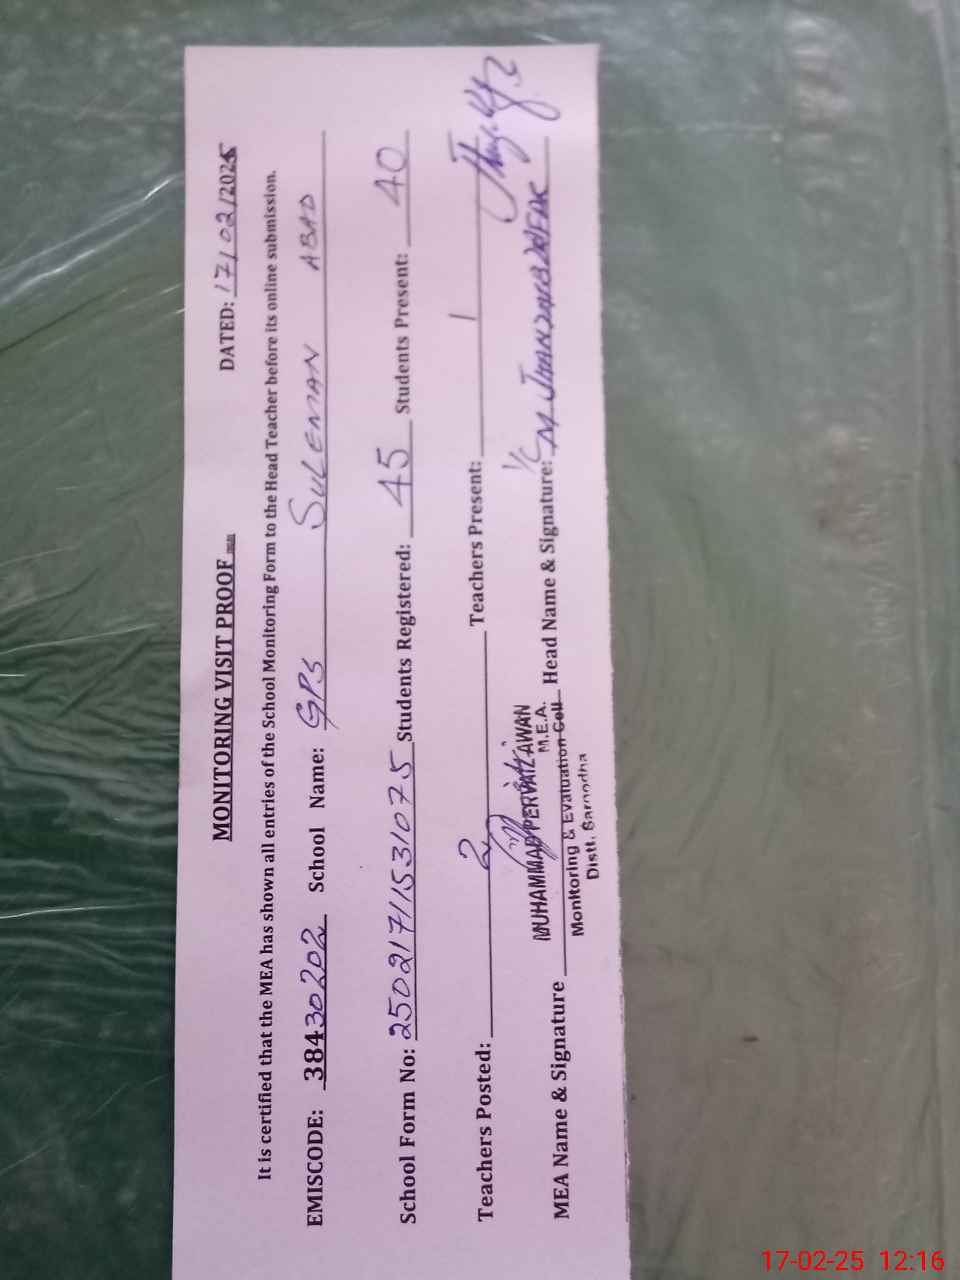 MONITORING VISIT PROOF
DATED: 17/02/2025
It is certified that the MEA has shown all entries of the School Monitoring Form to the Head Teacher before its online submission.
EMISCODE: 38430202 School Name: GPS SULEMAN ABAD
School Form No: 25021711531075 Students Registered: 45 Students Present: 40
Teachers Posted: 2 Teachers Present: 1
MEA Name & Signature MUHAMMAD PERVAIZ AWAN Head Name & Signature: I/C M
M.E.A.
Monitoring & Evaluation Cell
Distt. Sargodha
17-02-25 12:16